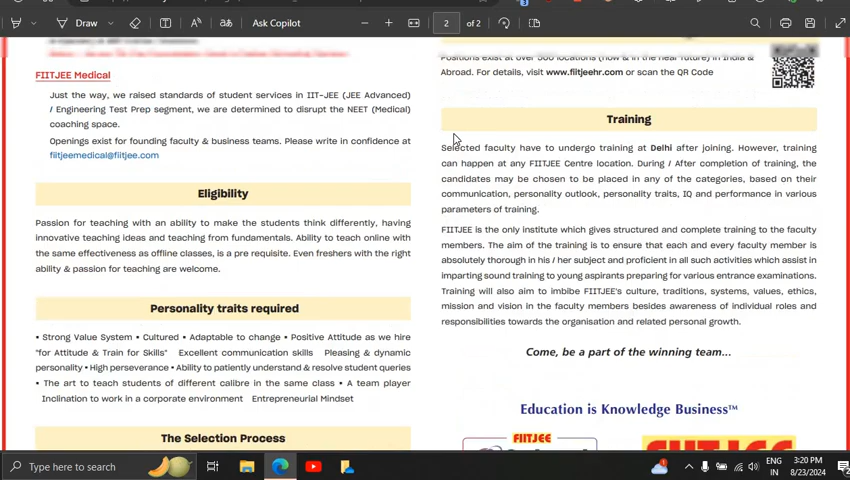 Draw
Ask Copilot
2
of 2
FIITJEE Medical
Just the way, we raised standards of student services in IIT-JEE (JEE Advanced)
/ Engineering Test Prep segment, we are determined to disrupt the NEET (Medical)
coaching space.
Openings exist for founding faculty & business teams. Please write in confidence at
fiitjeemedical@fiitjee.com
Eligibility
Passion for teaching with an ability to make the students think differently, having
innovative teaching ideas and teaching from fundamentals. Ability to teach online with
the same effectiveness as offline classes, is a pre requisite. Even freshers with the right
ability & passion for teaching are welcome.
Personality traits required
• Strong Value System • Cultured • Adaptable to change • Positive Attitude as we hire
"for Attitude & Train for Skills" Excellent communication skills Pleasing & dynamic
personality • High perseverance • Ability to patiently understand & resolve student queries
• The art to teach students of different calibre in the same class • A team player
Inclination to work in a corporate environment Entrepreneurial Mindset
The Selection Process
Positions exist at over 500 locations (now & in the near future) in India &
Abroad. For details, visit www.fiitjeehr.com or scan the QR Code
Training
Selected faculty have to undergo training at Delhi after joining. However, training
can happen at any FIITJEE Centre location. During / After completion of training, the
candidates may be chosen to be placed in any of the categories, based on their
communication, personality outlook, personality traits, IQ and performance in various
parameters of training.
FIITJEE is the only institute which gives structured and complete training to the faculty
members. The aim of the training is to ensure that each and every faculty member is
absolutely thorough in his / her subject and proficient in all such activities which assist in
imparting sound training to young aspirants preparing for various entrance examinations.
Training will also aim to imbibe FIITJEE's culture, traditions, systems, values, ethics,
mission and vision in the faculty members besides awareness of individual roles and
responsibilities towards the organisation and related personal growth.
Come, be a part of the winning team...
Education is Knowledge Business™
FIITJEE
FIITJEE
Type here to search
ENG
IN
3:20 PM
8/23/2024